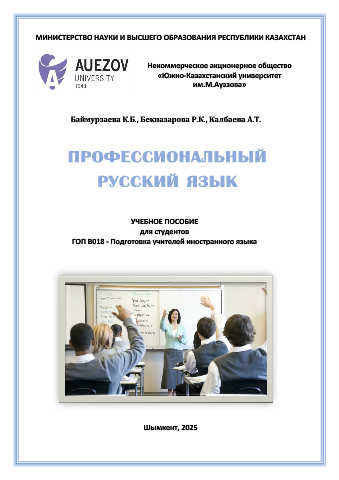 МИНИСТЕРСТВО НАУКИ И ВЫСШЕГО ОБРАЗОВАНИЯ РЕСПУБЛИКИ КАЗАХСТАН
AUEZOV
UNIVERSITY
1943
Некоммерческое акционерное общество
«Южно-Казахстанский университет
им.М.Ауэзова»
Баймурзаева К.Б., Бекназарова Р.К., Калбаева А.Т.
ПРОФЕССИОНАЛЬНЫЙ
РУССКИЙ ЯЗЫК
УЧЕБНОЕ ПОСОБИЕ
для студентов
ГОП В018 - Подготовка учителей иностранного языка
Шымкент, 2025